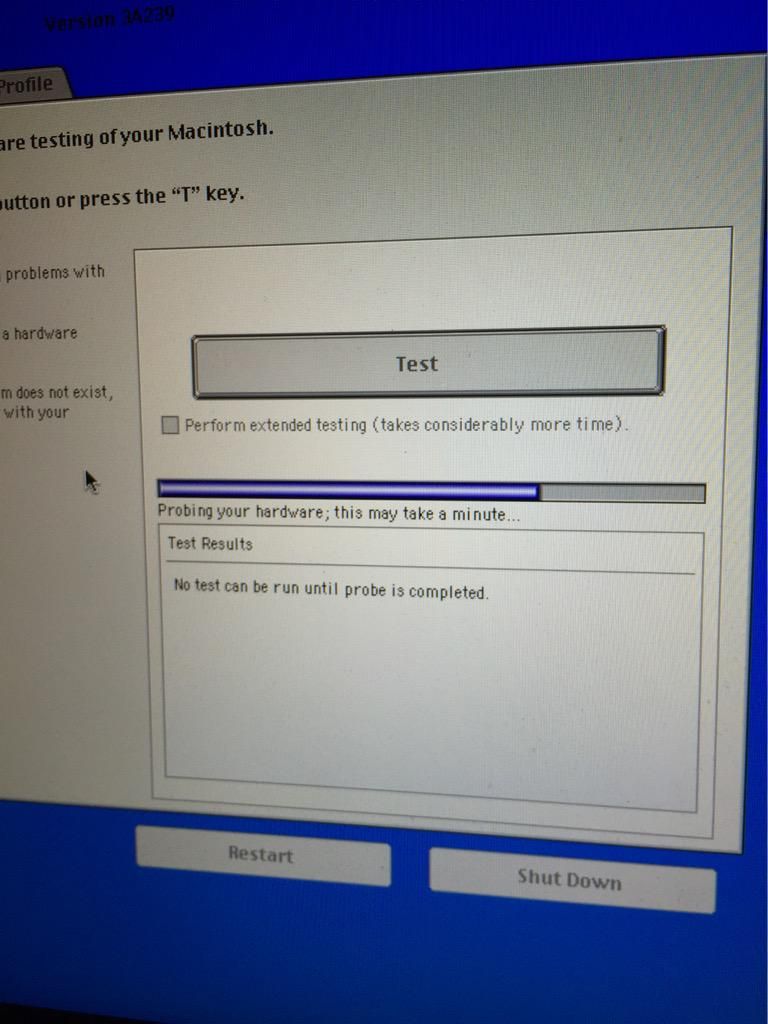 Version 3A239
Profile
are testing of your Macintosh.
button or press the “T” key.
problems with
a hardware
m does not exist,
with your
Test
Perform extended testing (takes considerably more time).
Probing your hardware; this may take a minute...
Test Results
No test can be run until probe is completed.
Restart
Shut Down